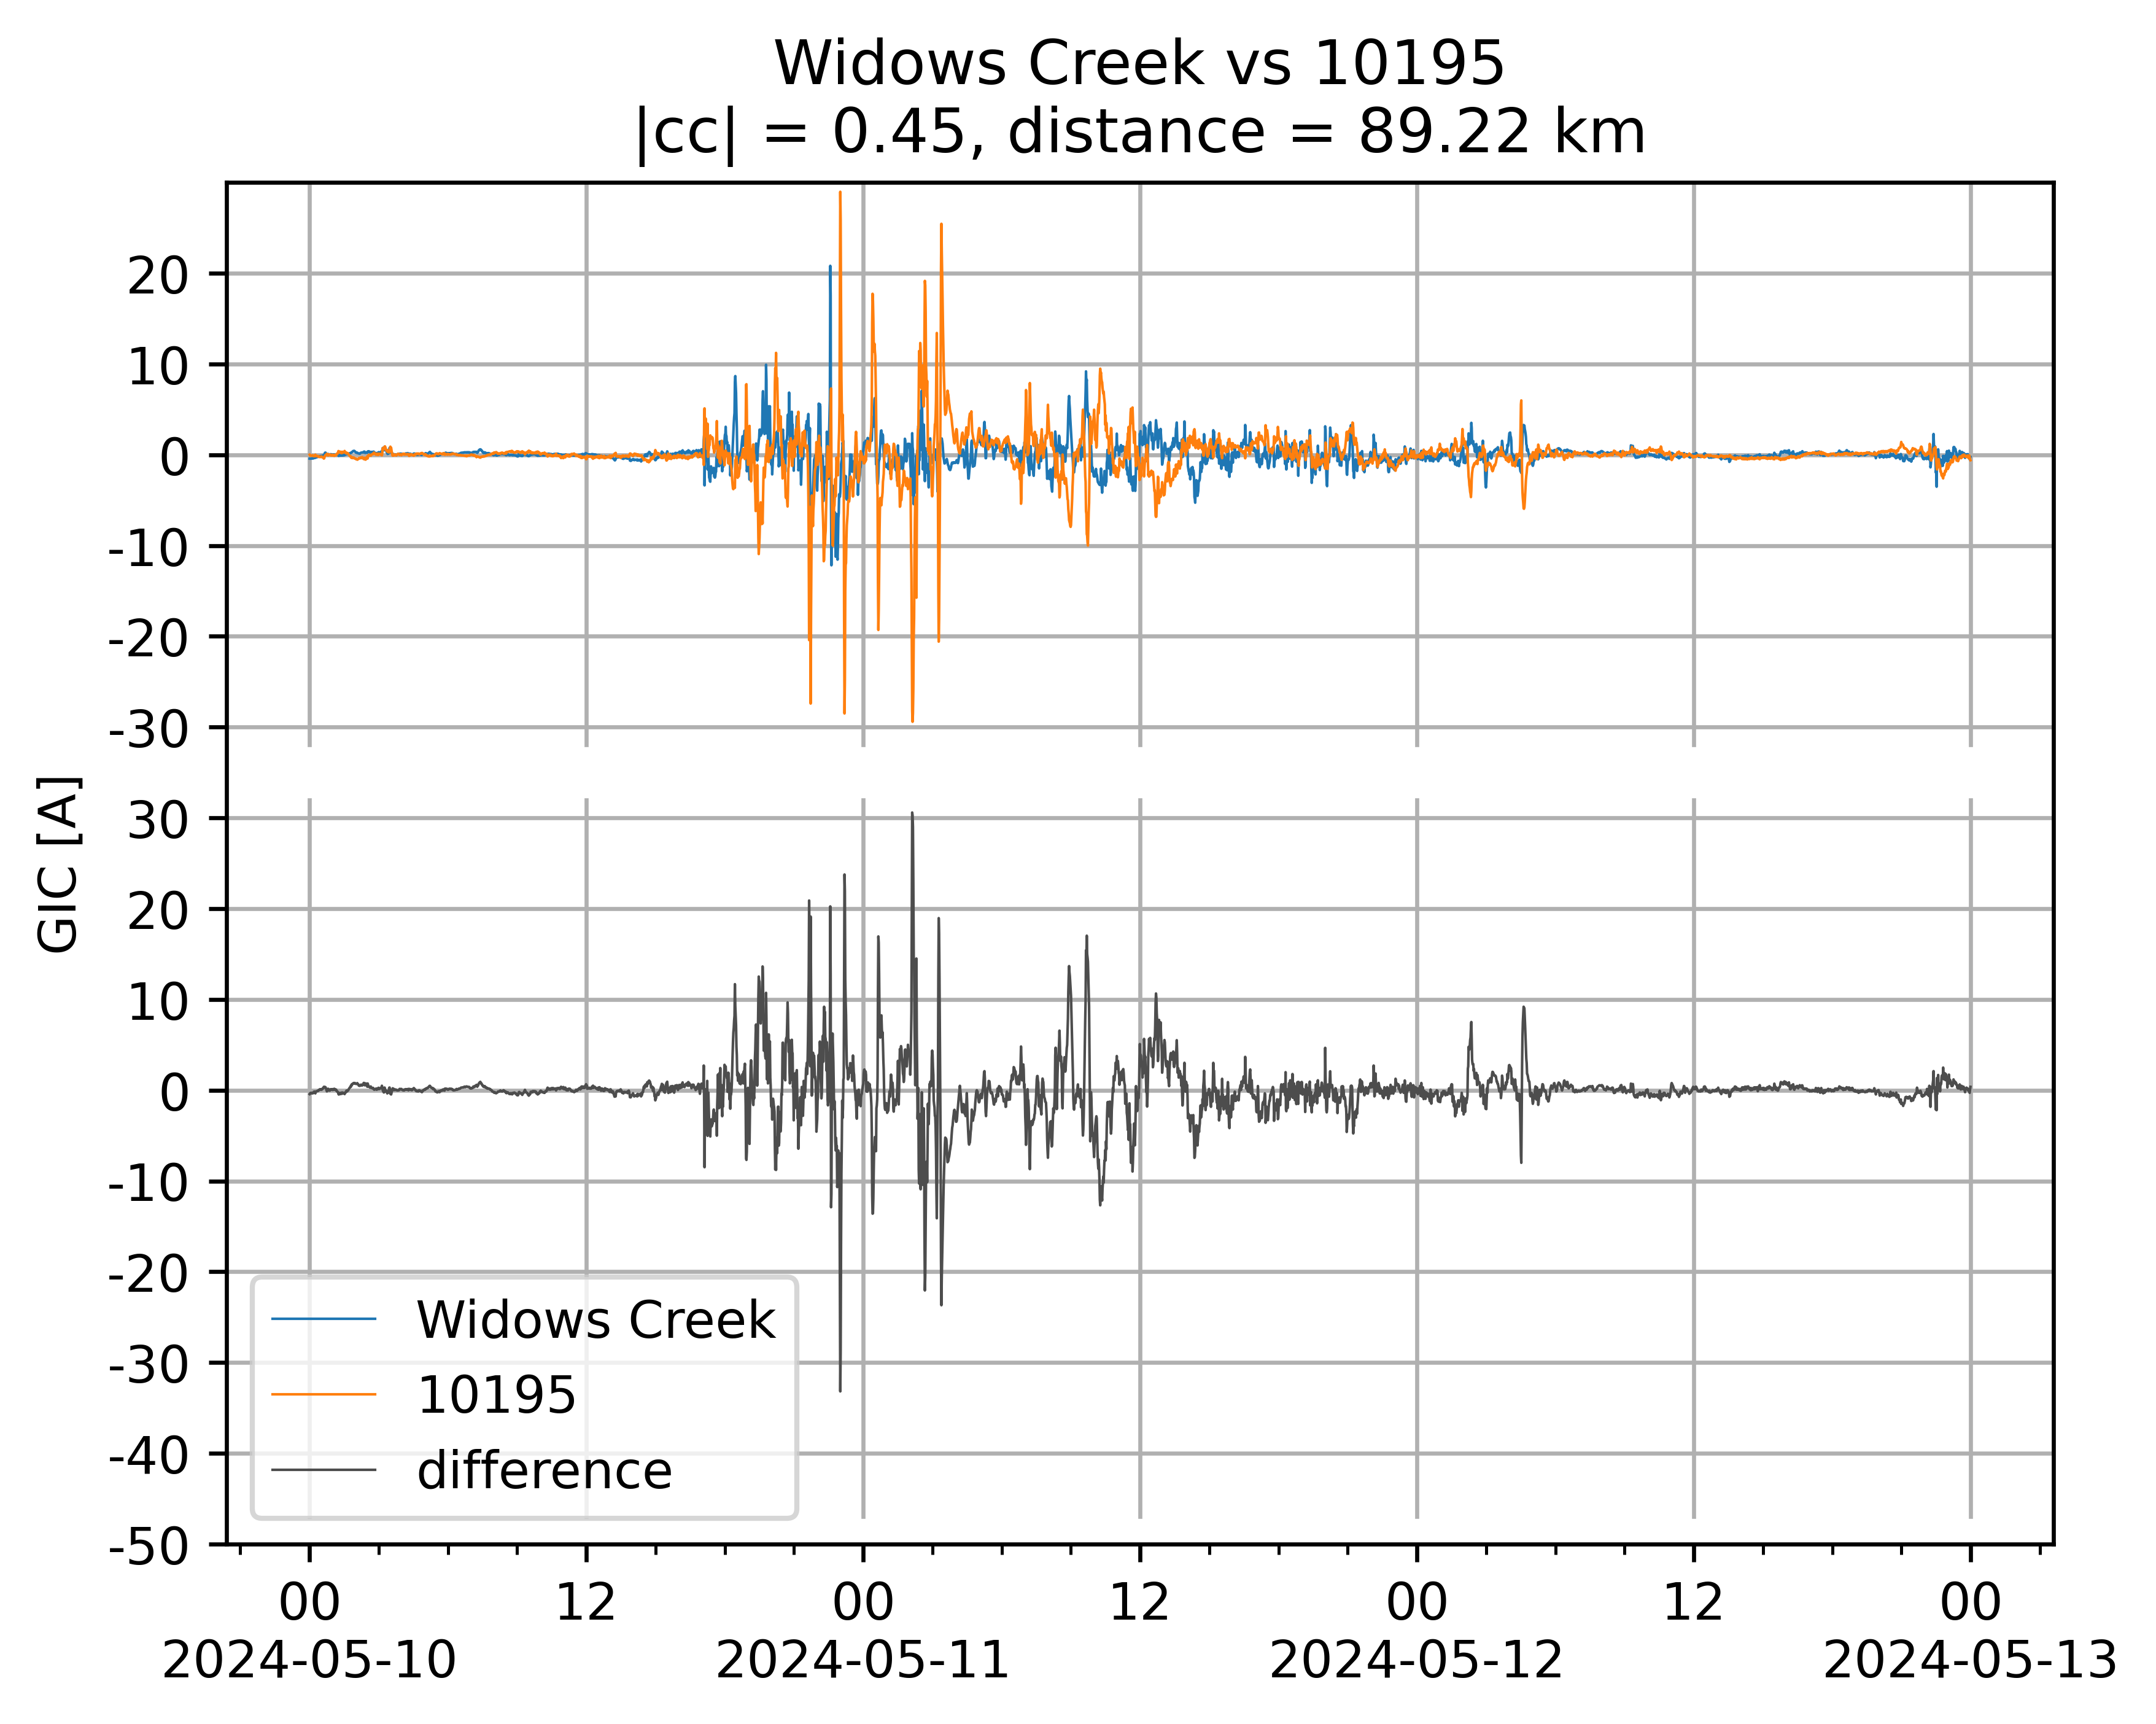 Widows Creek vs 10195
|cc| = 0.45, distance = 89.22 km
GIC [A]
20
10
0
-10
-20
-30
30
20
10
0
-10
-20
-30
-40
-50
Widows Creek
10195
difference
00 12 00 12 00 12 00
2024-05-10 2024-05-11 2024-05-12 2024-05-13